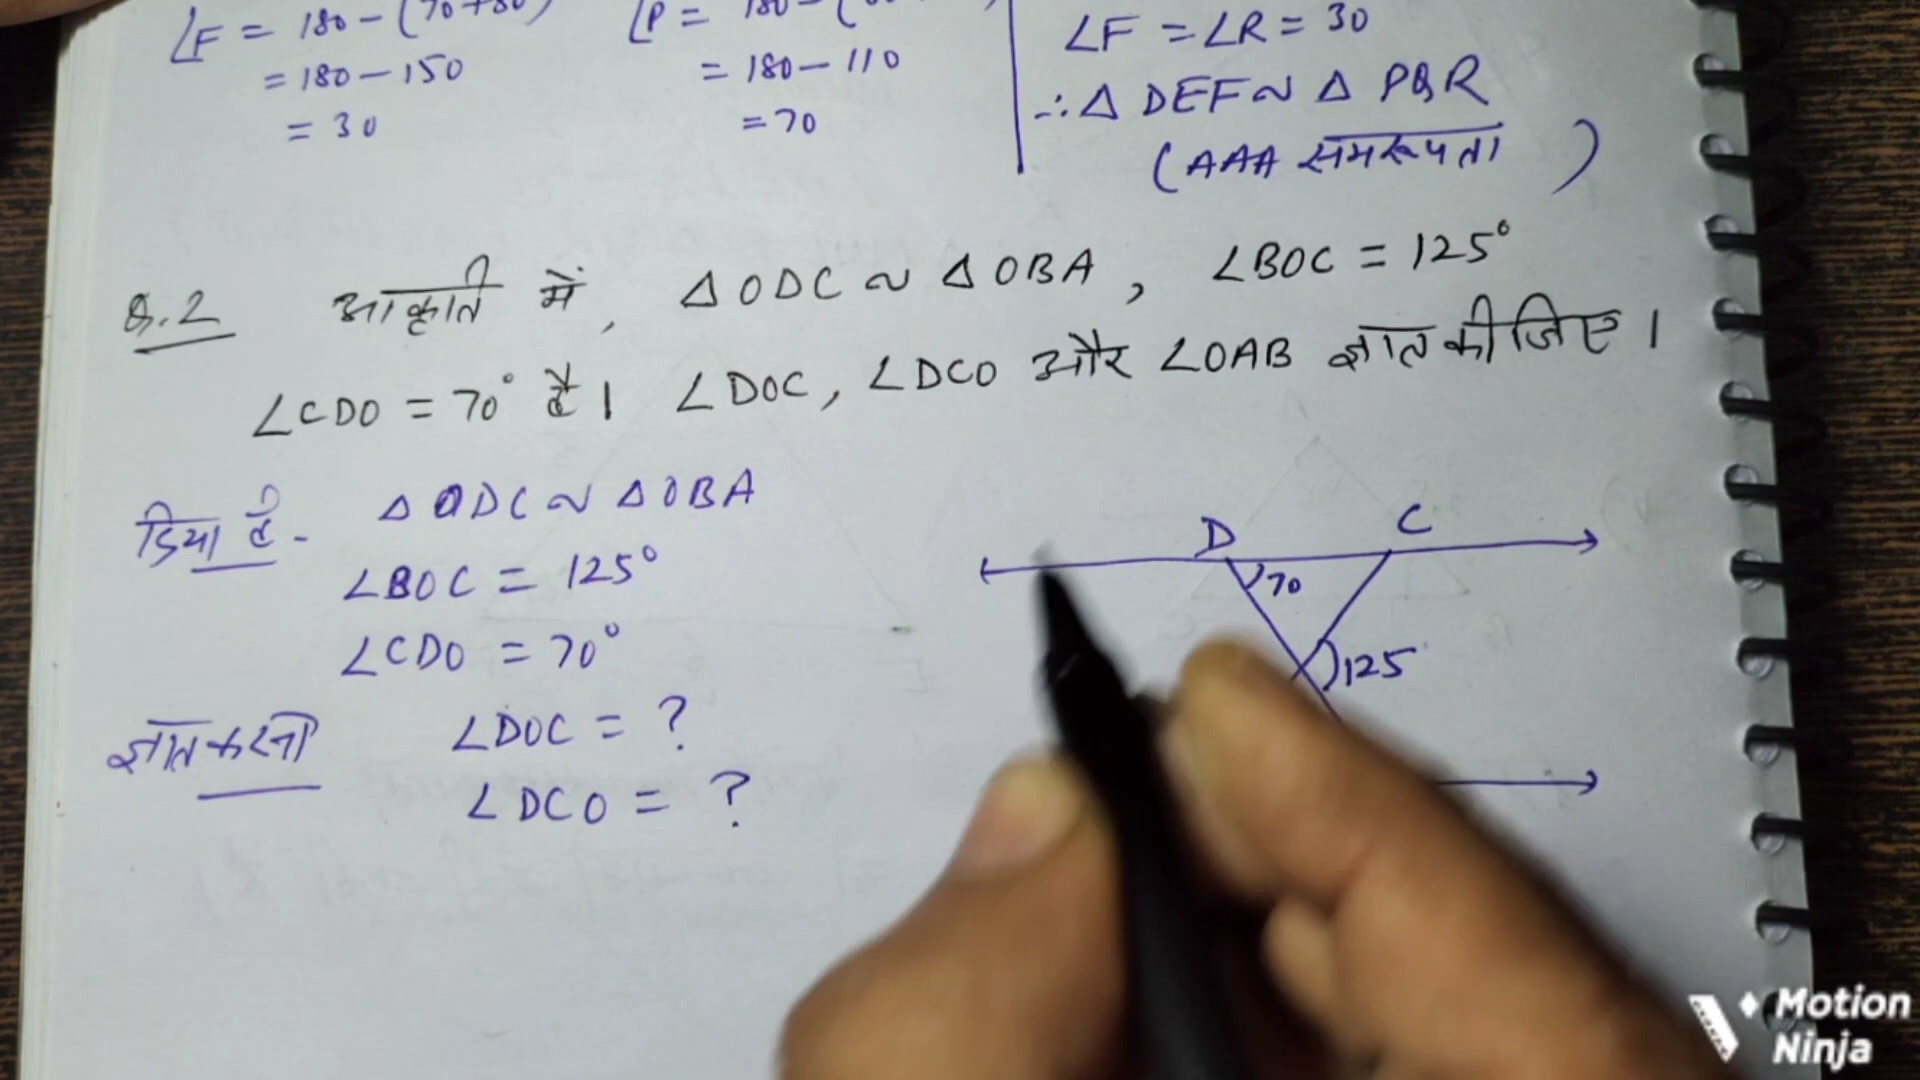 ∠F = 180 - (70+80)
= 180 - 150
= 30
∠P = 180 - (
= 180 - 110
= 70
∠F = ∠R = 30
∴ Δ DEF ~ Δ PQR
(AAA समरूपता)
Q.2 आकृति में, Δ ODC ~ Δ OBA, ∠BOC = 125°
∠CDO = 70° है। ∠DOC, ∠DCO और ∠OAB ज्ञात कीजिए।
दिया है - Δ ODC ~ Δ OBA
∠BOC = 125°
∠CDO = 70°
ज्ञात करना ∠DOC = ?
∠DCO = ?
D C
70
125
Motion
Ninja